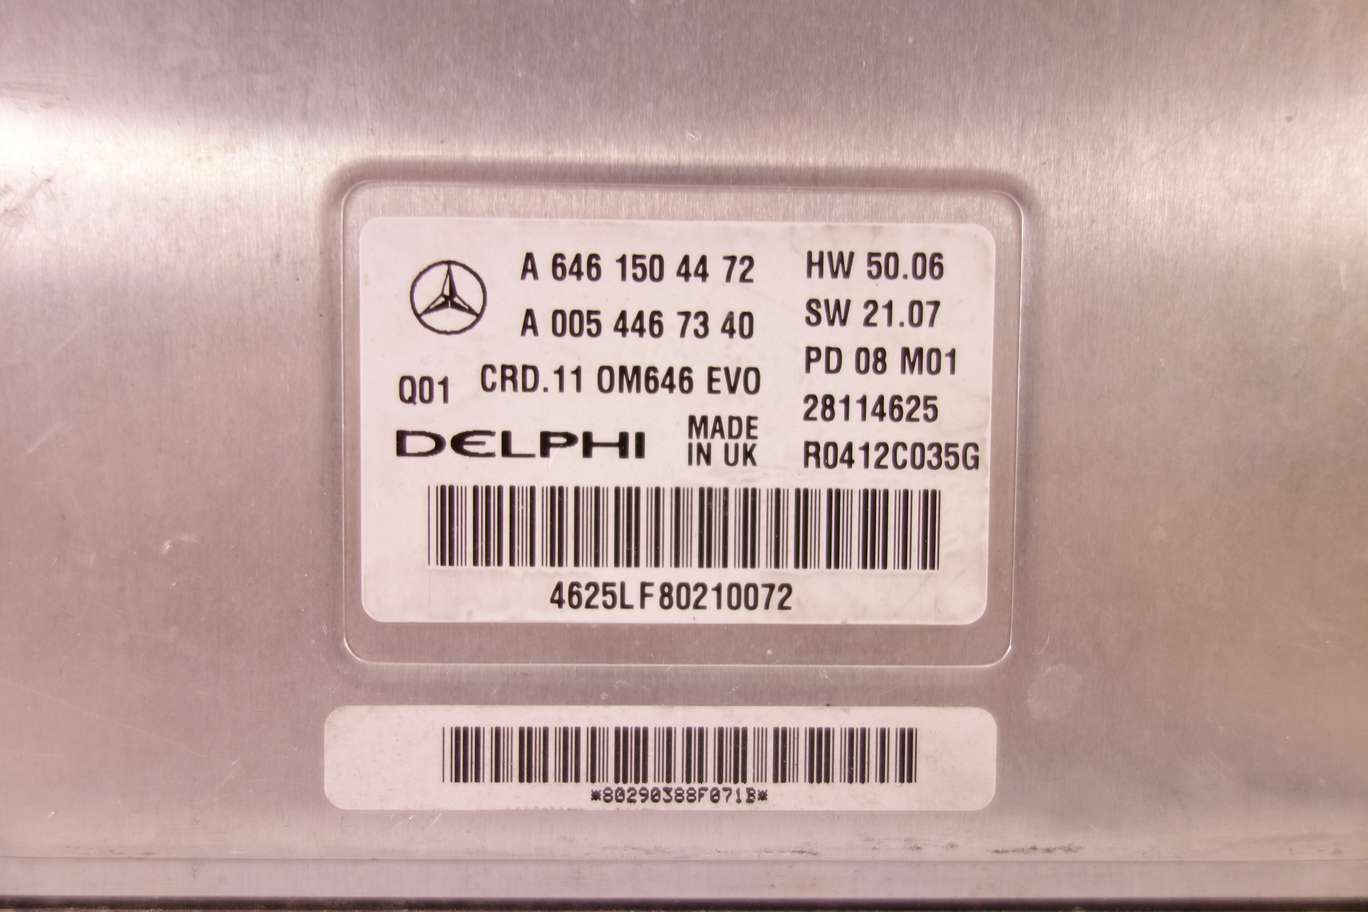 A 646 150 44 72
A 005 446 73 40
Q01 CRD.11 OM646 EVO
DELPHI
MADE
IN UK
HW 50.06
SW 21.07
PD 08 M01
28114625
R0412C035G
4625LF80210072
*80290388F071B*